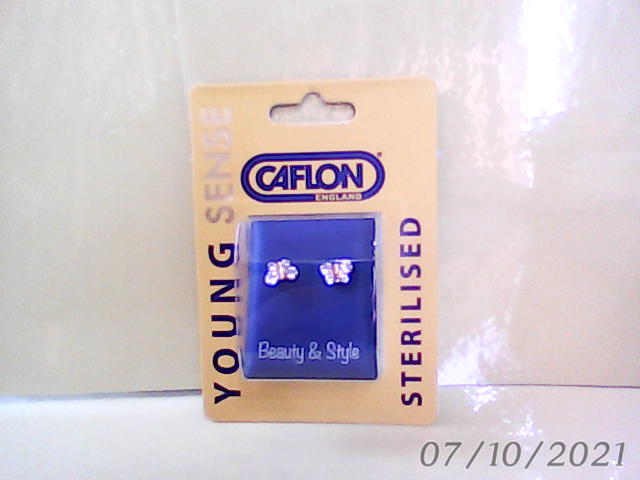 YOUNG SENSE
CAFLON
ENGLAND
Beauty & Style
STERILISED
07/10/2021